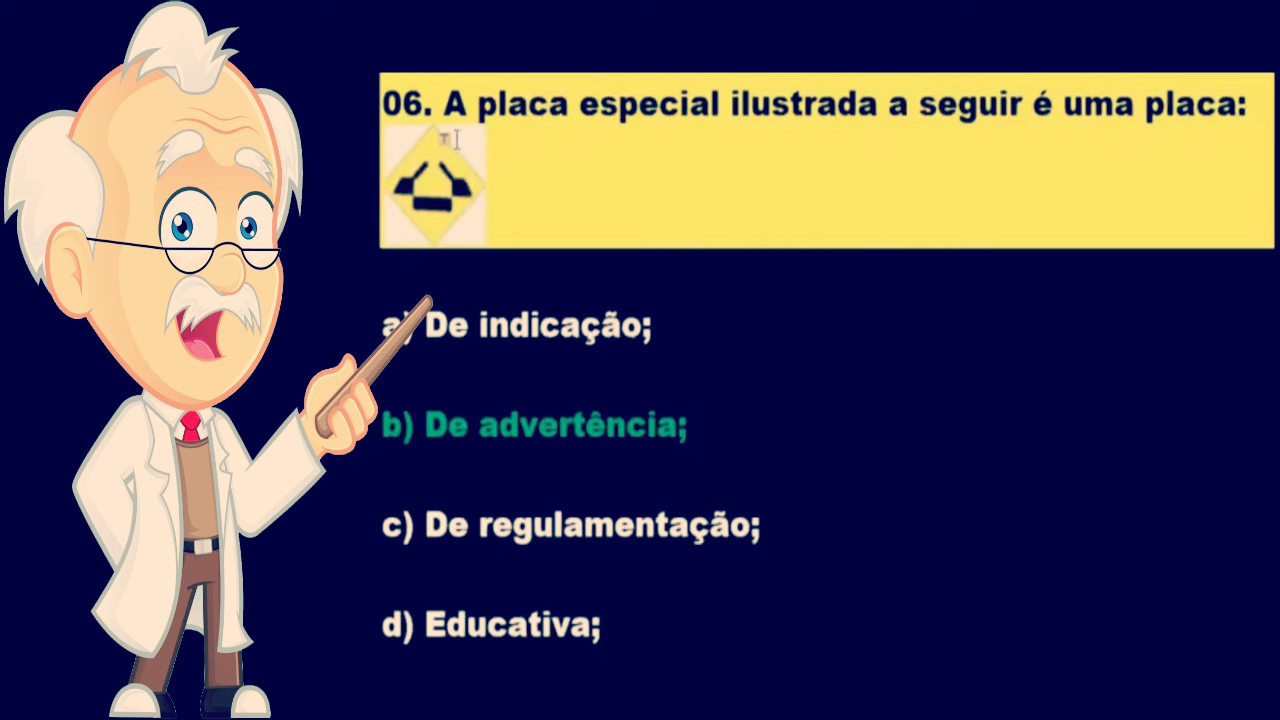 06. A placa especial ilustrada a seguir é uma placa:
a) De indicação;
b) De advertência;
c) De regulamentação;
d) Educativa;